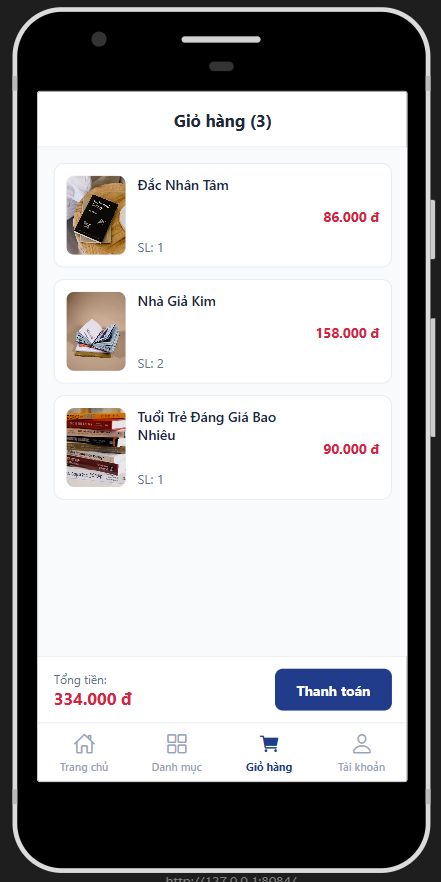 Giỏ hàng (3)
Đắc Nhân Tâm
86.000 đ
SL: 1
Nhà Giả Kim
158.000 đ
SL: 2
Tuổi Trẻ Đáng Giá Bao
Nhiêu
90.000 đ
SL: 1
Tổng tiền:
334.000 đ
Thanh toán
Trang chủ
Danh mục
Giỏ hàng
Tài khoản
http://127.0.0.1:8084/